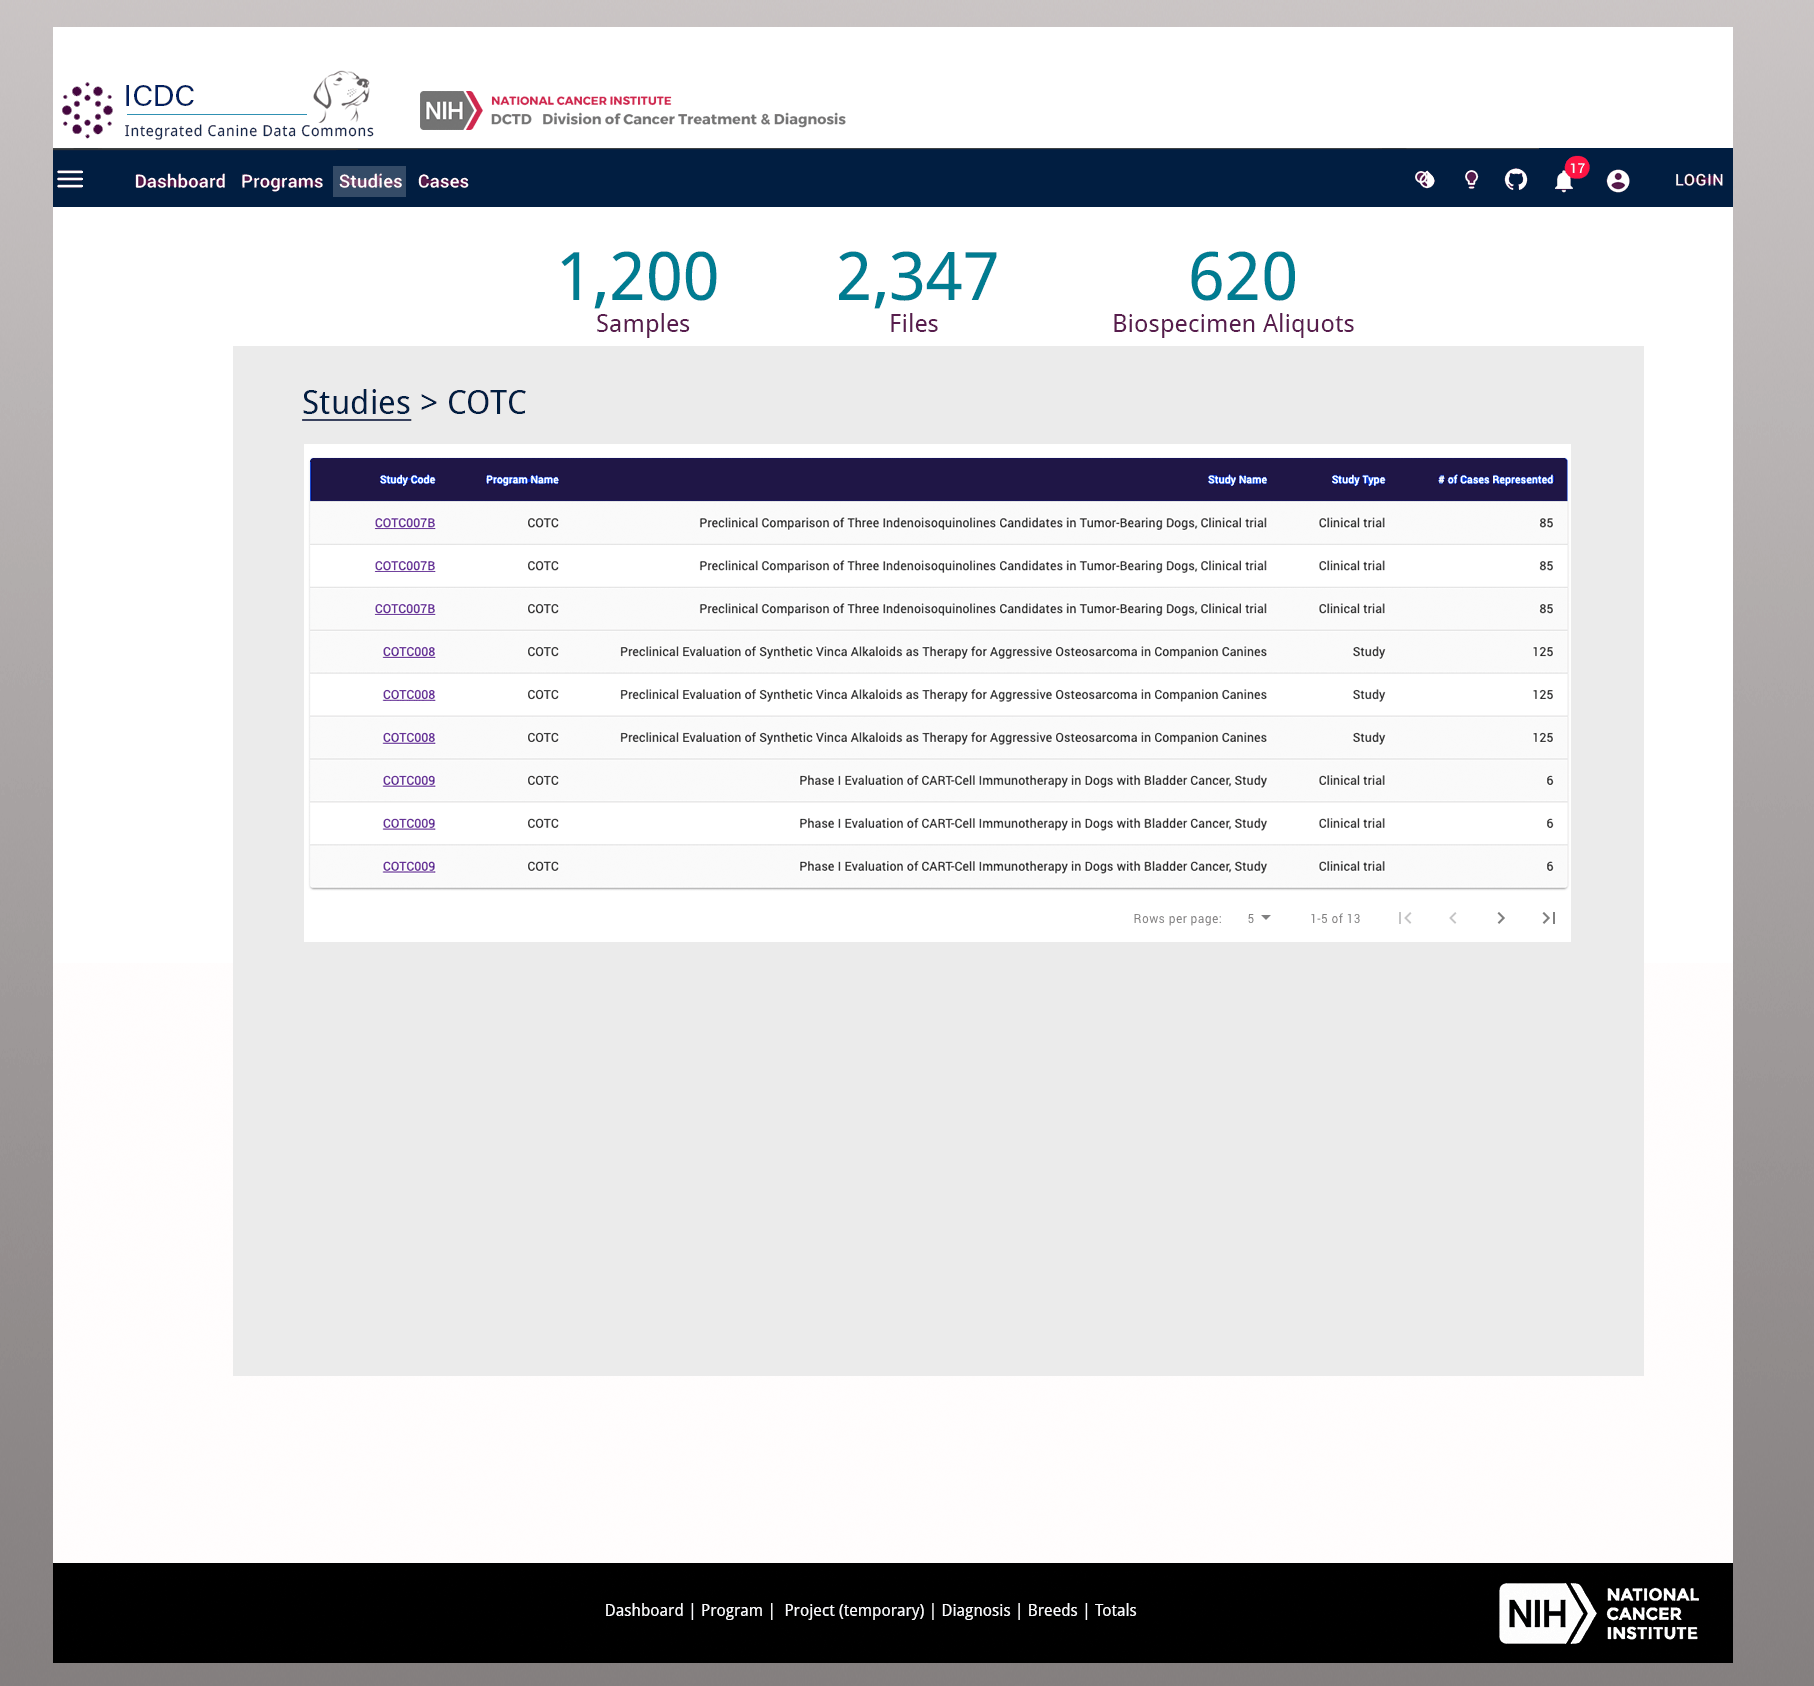 ICDC
Integrated Canine Data Commons
NIH NATIONAL CANCER INSTITUTE
DCTD Division of Cancer Treatment & Diagnosis
Dashboard Programs Studies Cases 17 LOGIN
1,200 2,347 620
Samples Files Biospecimen Aliquots
Studies > COTC
Study Code Program Name Study Name Study Type # of Cases Represented
COTC007B COTC Preclinical Comparison of Three Indenoisoquinolines Candidates in Tumor-Bearing Dogs, Clinical trial Clinical trial 85
COTC007B COTC Preclinical Comparison of Three Indenoisoquinolines Candidates in Tumor-Bearing Dogs, Clinical trial Clinical trial 85
COTC007B COTC Preclinical Comparison of Three Indenoisoquinolines Candidates in Tumor-Bearing Dogs, Clinical trial Clinical trial 85
COTC008 COTC Preclinical Evaluation of Synthetic Vinca Alkaloids as Therapy for Aggressive Osteosarcoma in Companion Canines Study 125
COTC008 COTC Preclinical Evaluation of Synthetic Vinca Alkaloids as Therapy for Aggressive Osteosarcoma in Companion Canines Study 125
COTC008 COTC Preclinical Evaluation of Synthetic Vinca Alkaloids as Therapy for Aggressive Osteosarcoma in Companion Canines Study 125
COTC009 COTC Phase I Evaluation of CART-Cell Immunotherapy in Dogs with Bladder Cancer, Study Clinical trial 6
COTC009 COTC Phase I Evaluation of CART-Cell Immunotherapy in Dogs with Bladder Cancer, Study Clinical trial 6
COTC009 COTC Phase I Evaluation of CART-Cell Immunotherapy in Dogs with Bladder Cancer, Study Clinical trial 6
Rows per page: 5 1-5 of 13
Dashboard | Program | Project (temporary) | Diagnosis | Breeds | Totals
NIH NATIONAL
CANCER
INSTITUTE